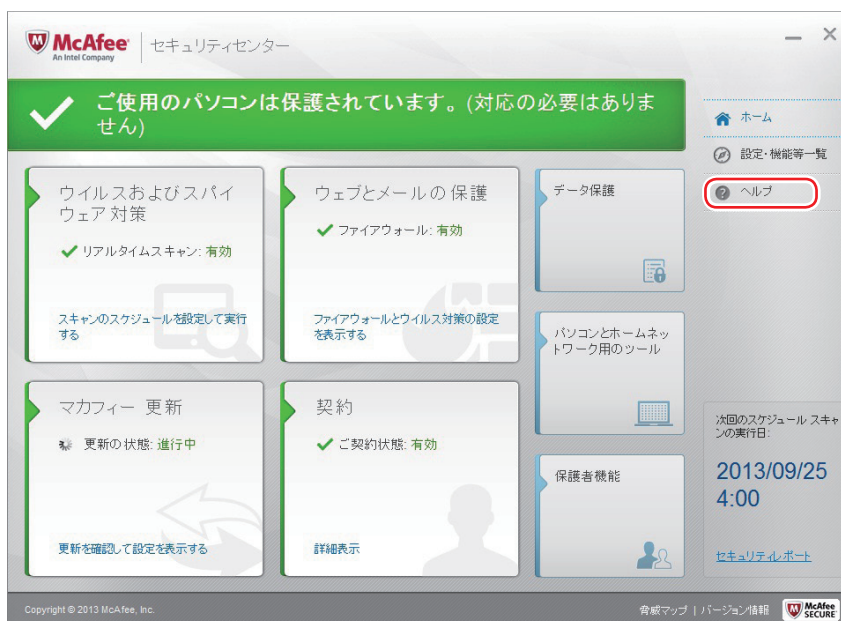 McAfee
An Intel Company
セキュリティセンター
ご使用のパソコンは保護されています。(対応の必要はありま
せん)
ホーム
設定・機能等一覧
ヘルプ
ウイルスおよびスパイ
ウェア対策
リアルタイムスキャン: 有効
スキャンのスケジュールを設定して実行
する
ウェブとメールの保護
ファイアウォール: 有効
ファイアウォールとウイルス対策の設定
を表示する
データ保護
パソコンとホームネッ
トワーク用のツール
マカフィー 更新
更新の状態: 進行中
更新を確認して設定を表示する
契約
ご契約状態: 有効
詳細表示
保護者機能
次回のスケジュール スキャ
ンの実行日:
2013/09/25
4:00
セキュリティレポート
Copyright © 2013 McAfee, Inc.
脅威マップ | バージョン情報
McAfee
SECURE